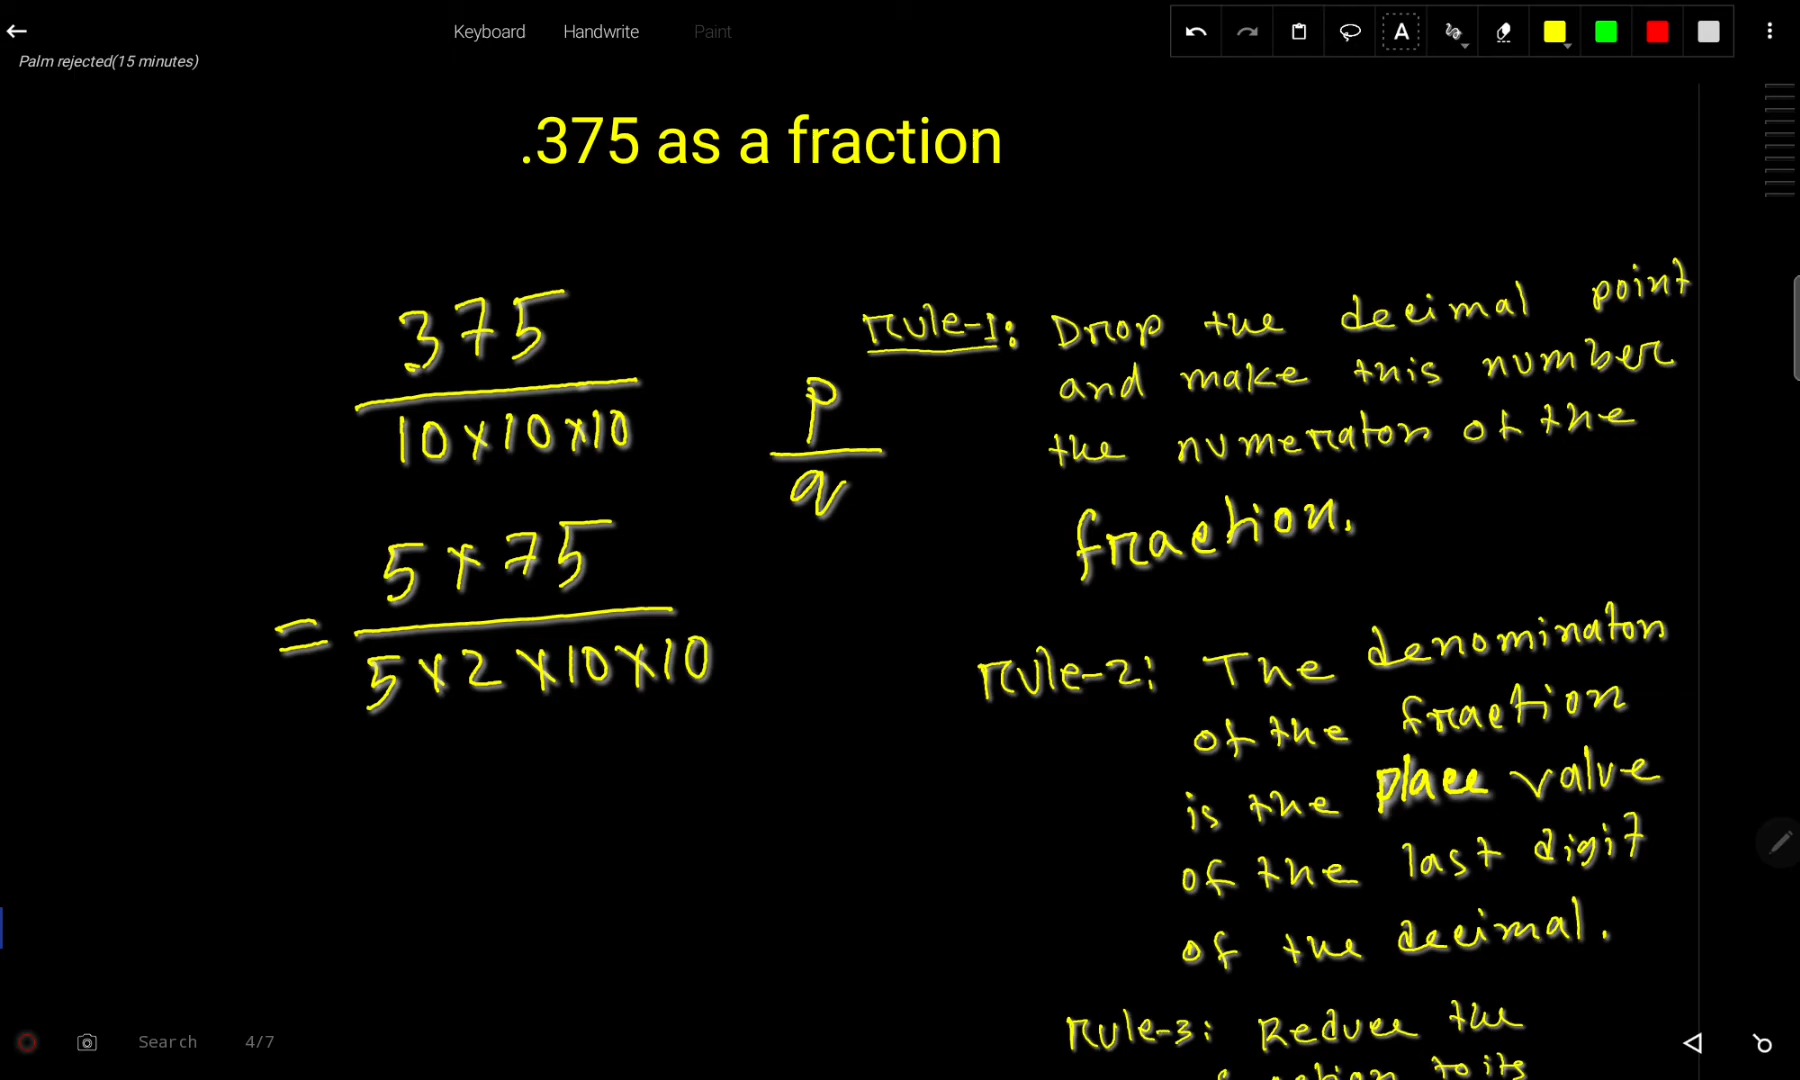 Keyboard Handwrite Paint
Palm rejected(15 minutes)
.375 as a fraction
375
10×10×10
p
q
= 5×75
5×2×10×10
Rule-1: Drop the decimal point
and make this number
the numerator of the
fraction.
Rule-2: The denominator
of the fraction
is the place value
of the last digit
of the decimal.
Rule-3: Reduce the
to its
Search 4/7